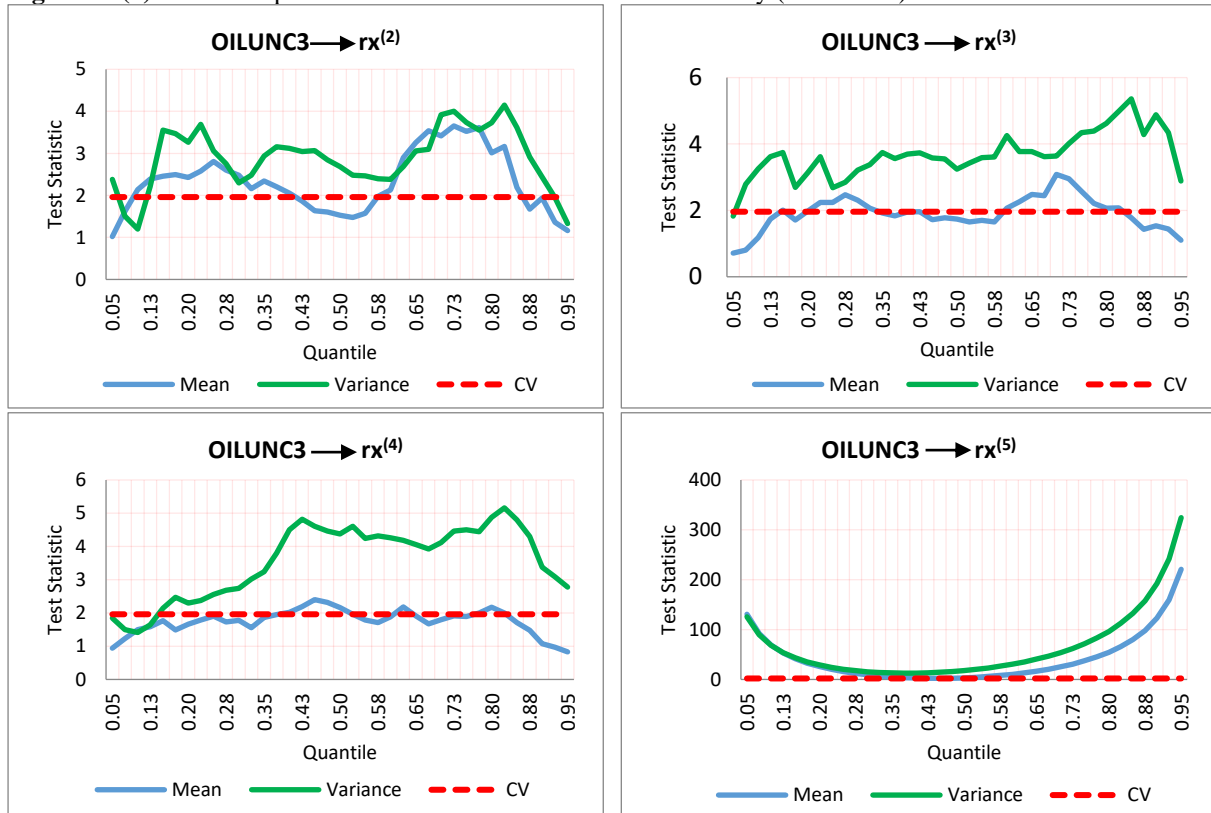 OILUNC3 → rx(2)
5
4
3
2
1
0
Test Statistic
0.05 0.13 0.20 0.28 0.35 0.43 0.50 0.58 0.65 0.73 0.80 0.88 0.95
Quantile
Mean Variance CV
OILUNC3 → rx(3)
6
4
2
0
Test Statistic
0.05 0.13 0.20 0.28 0.35 0.43 0.50 0.58 0.65 0.73 0.80 0.88 0.95
Quantile
Mean Variance CV
OILUNC3 → rx(4)
6
5
4
3
2
1
0
Test Statistic
0.05 0.13 0.20 0.28 0.35 0.43 0.50 0.58 0.65 0.73 0.80 0.88 0.95
Quantile
Mean Variance CV
OILUNC3 → rx(5)
400
300
200
100
0
Test Statistic
0.05 0.13 0.20 0.28 0.35 0.43 0.50 0.58 0.65 0.73 0.80 0.88 0.95
Quantile
Mean Variance CV